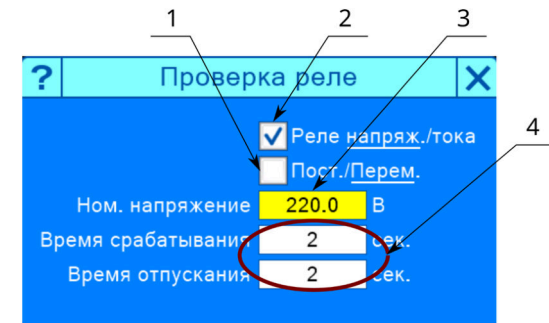 1 2 3
? Проверка реле X
Реле напряж./тока
4
Пост./Перем.
Ном. напряжение 220.0 В
Время срабатывания 2 сек.
Время отпускания 2 сек.